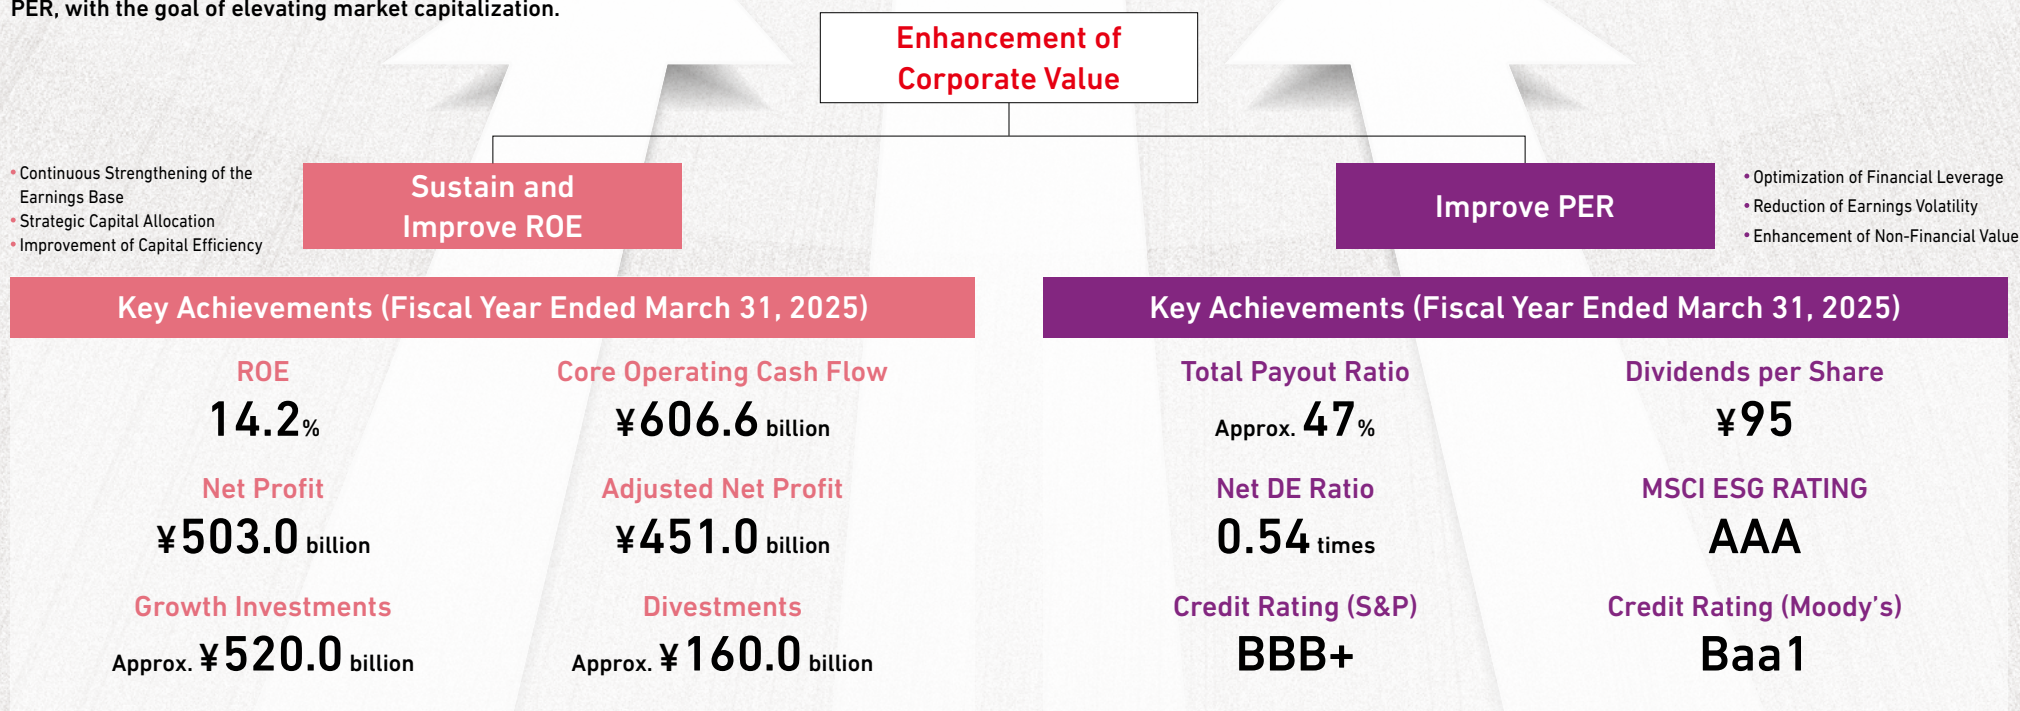 PER, with the goal of elevating market capitalization.
Enhancement of
Corporate Value
• Continuous Strengthening of the
Earnings Base
• Strategic Capital Allocation
• Improvement of Capital Efficiency
Sustain and
Improve ROE
Improve PER
• Optimization of Financial Leverage
• Reduction of Earnings Volatility
• Enhancement of Non-Financial Value
Key Achievements (Fiscal Year Ended March 31, 2025)
ROE
14.2%
Core Operating Cash Flow
¥606.6 billion
Net Profit
¥503.0 billion
Adjusted Net Profit
¥451.0 billion
Growth Investments
Approx. ¥520.0 billion
Divestments
Approx. ¥160.0 billion
Key Achievements (Fiscal Year Ended March 31, 2025)
Total Payout Ratio
Approx. 47%
Dividends per Share
¥95
Net DE Ratio
0.54 times
MSCI ESG RATING
AAA
Credit Rating (S&P)
BBB+
Credit Rating (Moody's)
Baa1